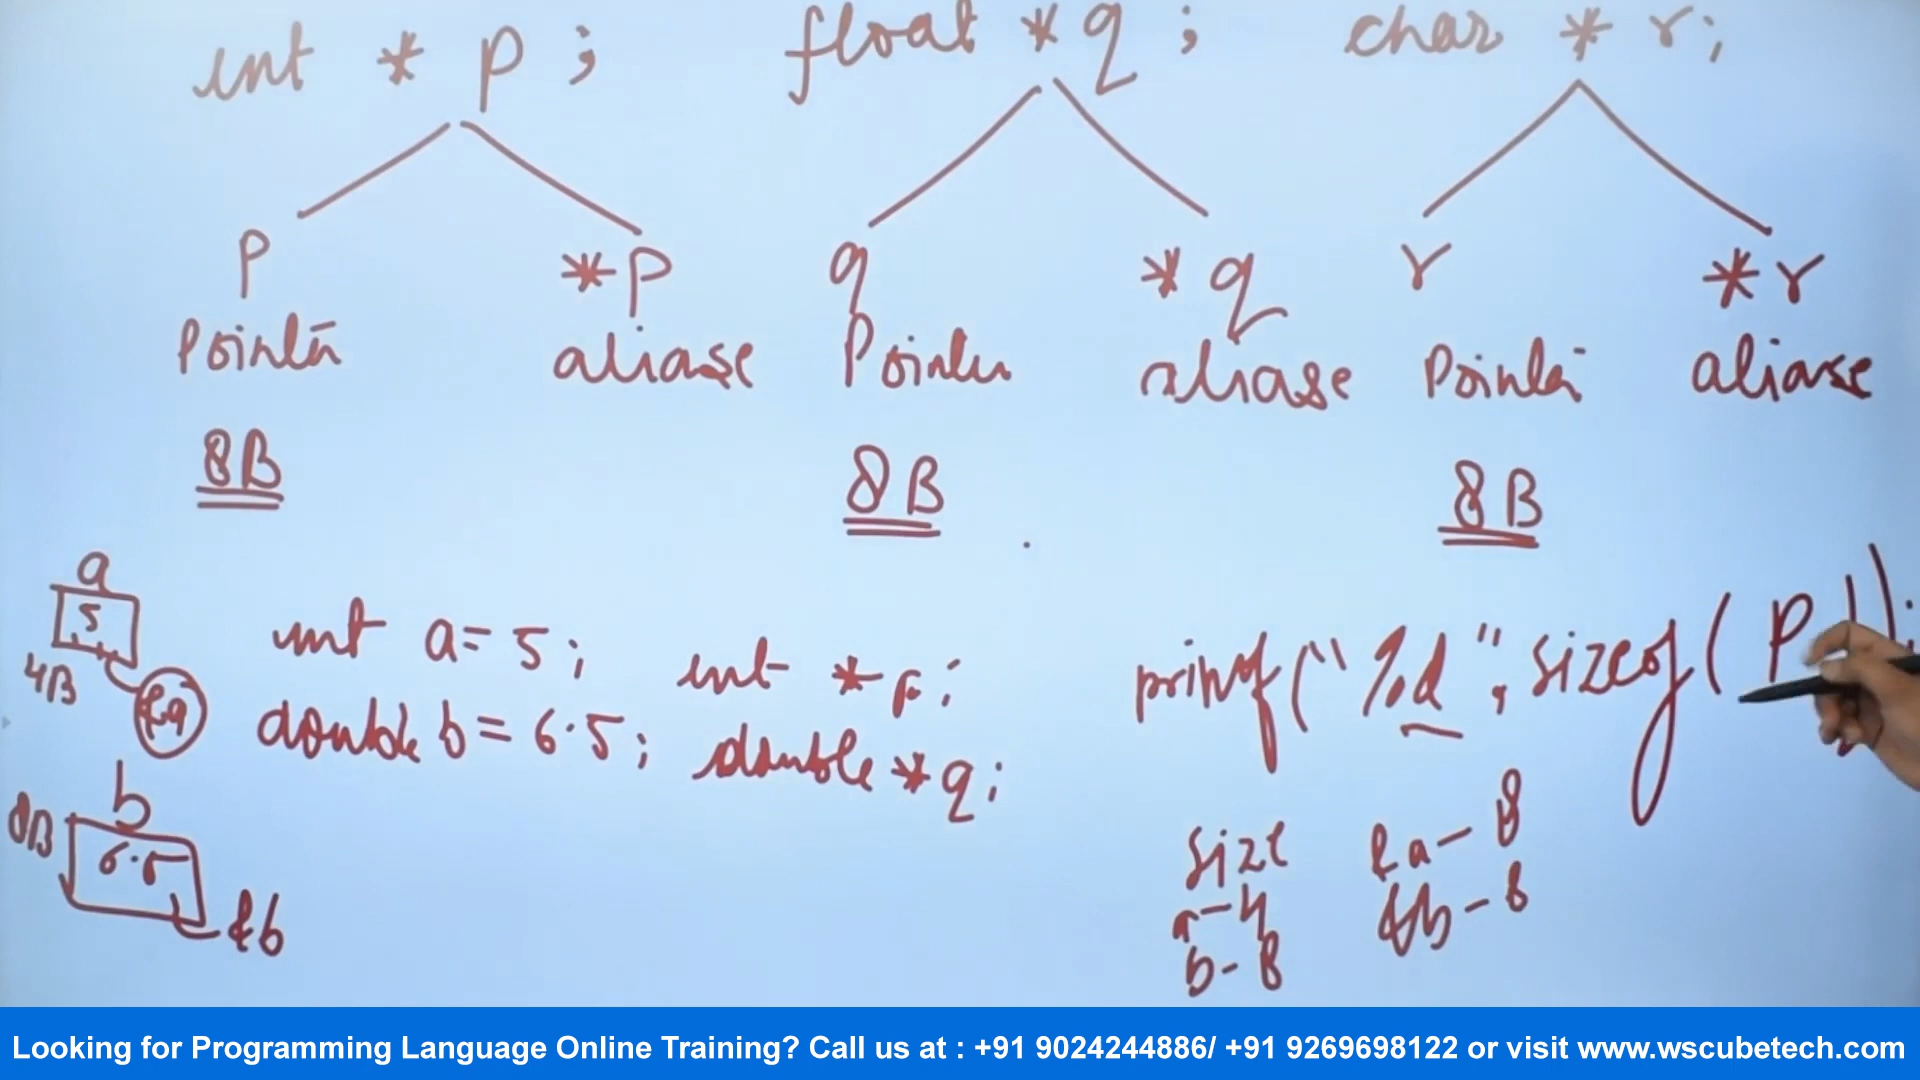 int * p ; float * q ; char * r ;
p *p q *q r *r
Pointer aliase Pointer aliase Pointer aliase
8B 8B 8B
a
5
4B
&a
int a = 5 ; int * p ;
double b = 6.5 ; double * q ;
printf ( " %d " , sizeof ( P ) ) ;
b
8B
6.5
&b
Size &a - 8
a - 4 &b - 8
b - 8
Looking for Programming Language Online Training? Call us at : +91 9024244886/ +91 9269698122 or visit www.wscubetech.com